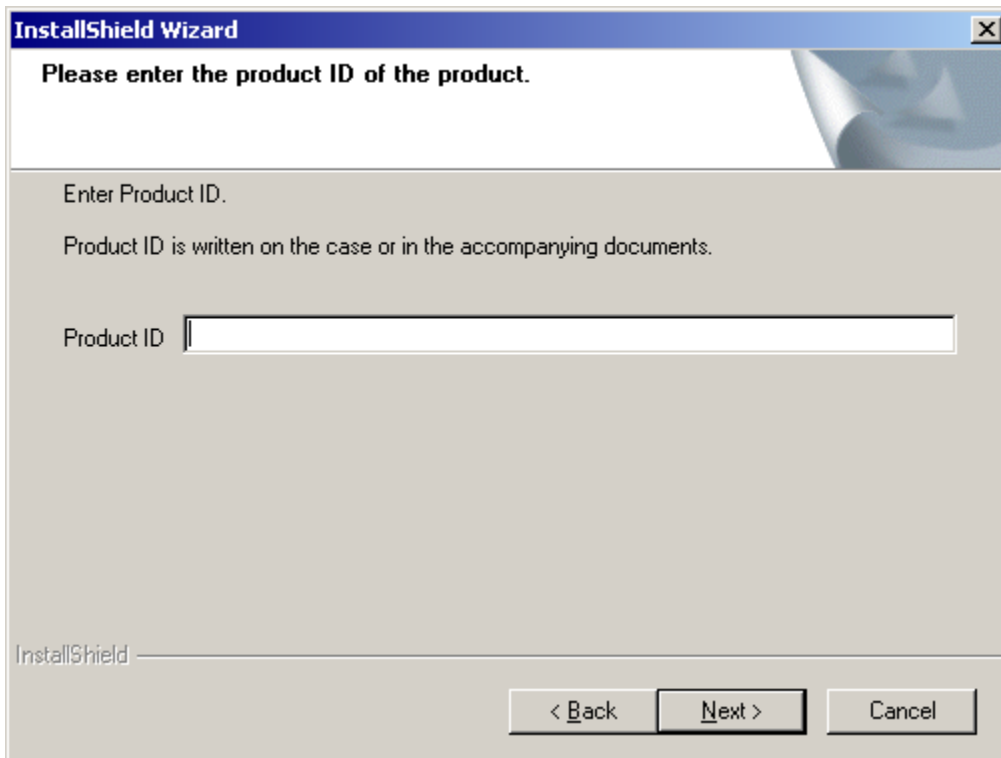 InstallShield Wizard
Please enter the product ID of the product.
Enter Product ID.
Product ID is written on the case or in the accompanying documents.
Product ID
InstallShield
< Back Next > Cancel